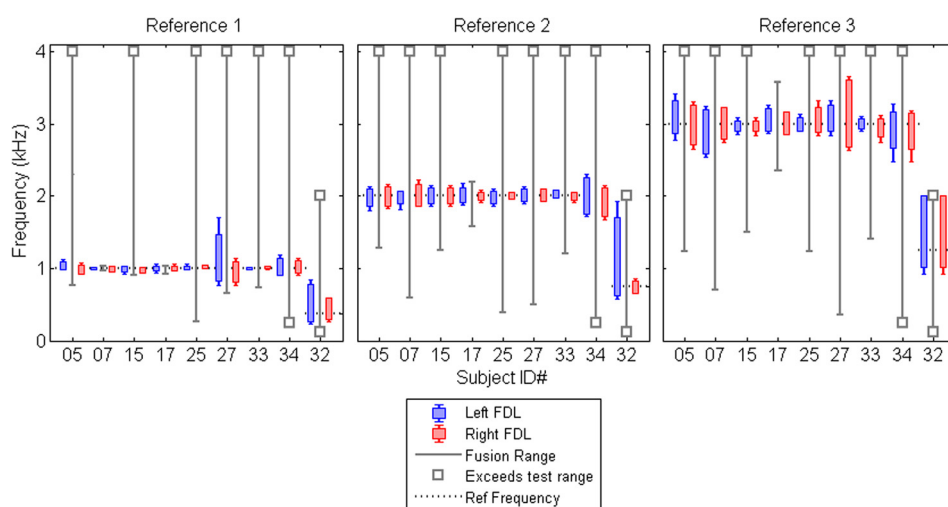 Reference 1
Reference 2
Reference 3
Frequency (kHz)
4
3
2
1
0
05 07 15 17 25 27 33 34 32
05 07 15 17 25 27 33 34 32
05 07 15 17 25 27 33 34 32
Subject ID#
Left FDL
Right FDL
Fusion Range
Exceeds test range
Ref Frequency